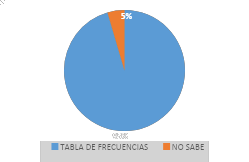 5%
TABLA DE FRECUENCIAS NO SABE